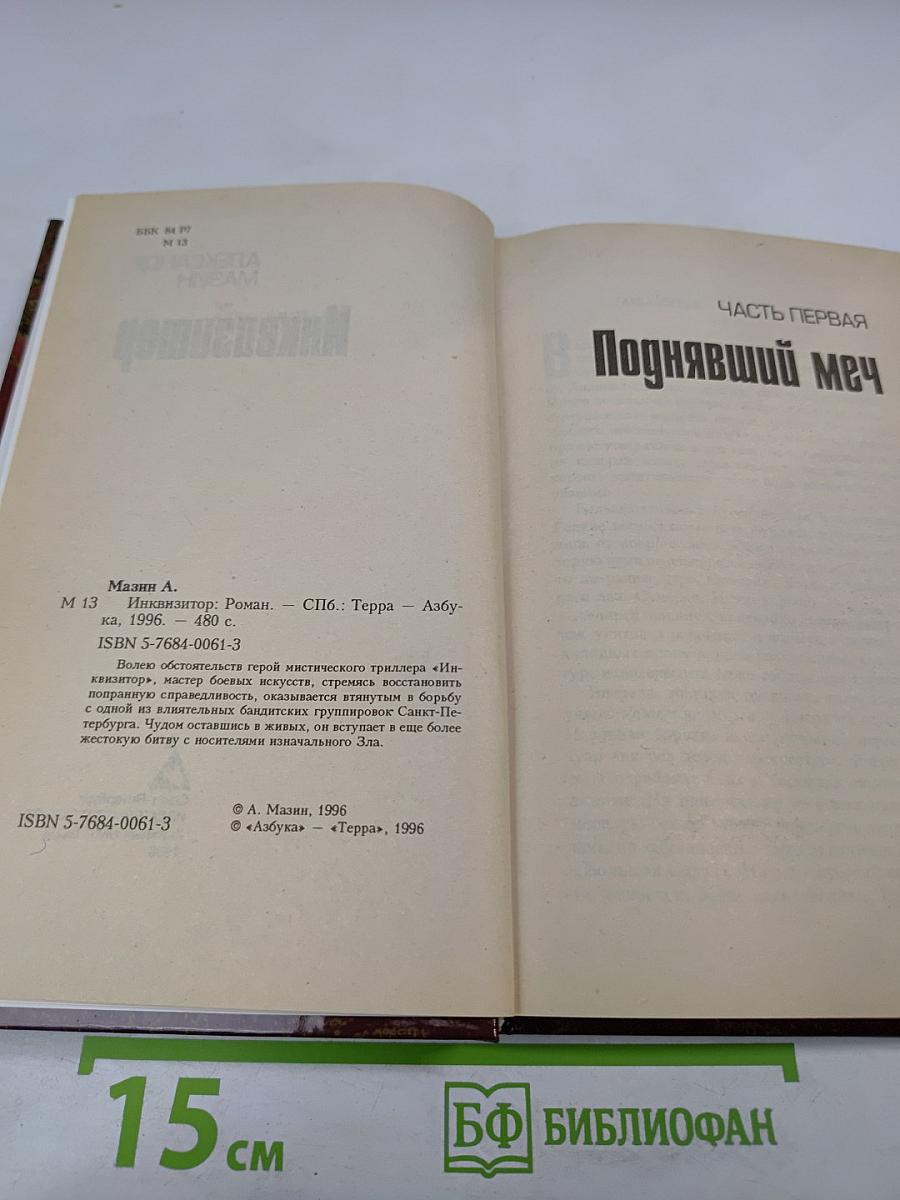 ББК 84 Р7
М 13
Мазин А.
М 13 Инквизитор: Роман. — СПб.: Терра — Азбу-
ка, 1996. — 480 с.
ISBN 5-7684-0061-3
Волею обстоятельств герой мистического триллера «Ин-
квизитор», мастер боевых искусств, стремясь восстановить
попранную справедливость, оказывается втянутым в борьбу
с одной из влиятельных бандитских группировок Санкт-Пе-
тербурга. Чудом оставшись в живых, он вступает в еще более
жестокую битву с носителями изначального Зла.
ISBN 5-7684-0061-3
© А. Мазин, 1996
© «Азбука» — «Терра», 1996
ЧАСТЬ ПЕРВАЯ
Поднявший меч
15 см
БФ БИБЛИОФАН